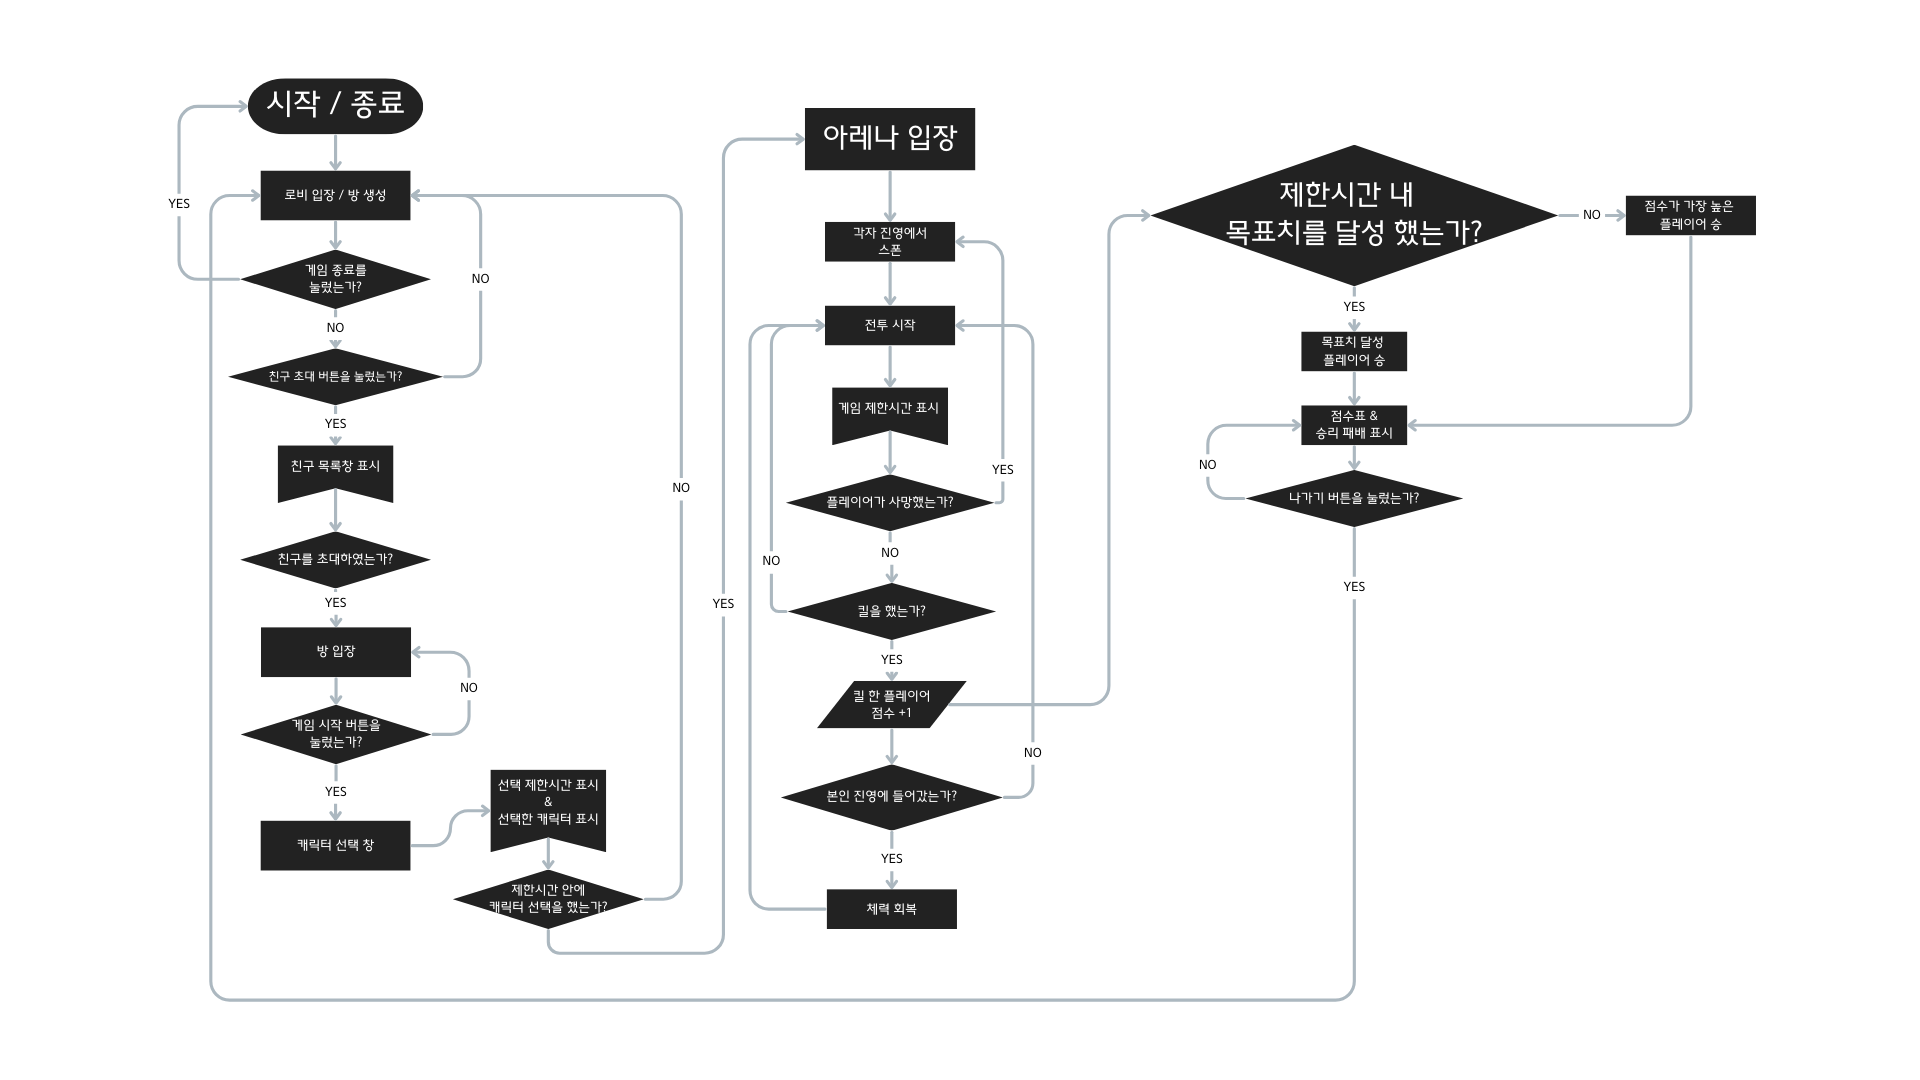 시작 / 종료
로비 입장 / 방 생성
YES
게임 종료를
눌렀는가?
NO
NO
친구 초대 버튼을 눌렀는가?
YES
친구 목록창 표시
친구를 초대하였는가?
YES
방 입장
NO
게임 시작 버튼을
눌렀는가?
YES
캐릭터 선택 창
선택 제한시간 표시
&
선택한 캐릭터 표시
제한시간 안에
캐릭터 선택을 했는가?
NO
YES
아레나 입장
각자 진영에서
스폰
전투 시작
게임 제한시간 표시
YES
플레이어가 사망했는가?
NO
NO
킬을 했는가?
YES
킬 한 플레이어
점수 +1
NO
본인 진영에 들어갔는가?
YES
체력 회복
제한시간 내
목표치를 달성 했는가?
NO
점수가 가장 높은
플레이어 승
YES
목표치 달성
플레이어 승
점수표 &
승리 패배 표시
NO
나가기 버튼을 눌렀는가?
YES